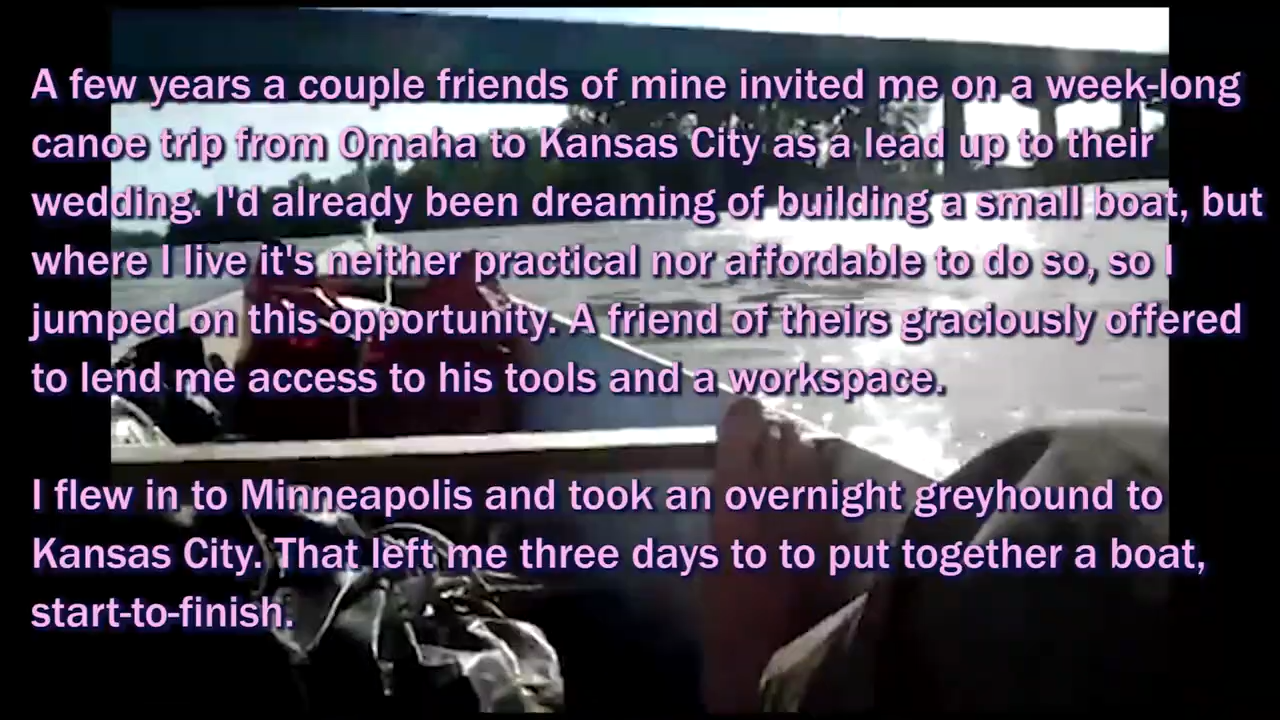 A few years a couple friends of mine invited me on a week-long
canoe trip from Omaha to Kansas City as a lead up to their
wedding. I'd already been dreaming of building a small boat, but
where I live it's neither practical nor affordable to do so, so I
jumped on this opportunity. A friend of theirs graciously offered
to lend me access to his tools and a workspace.
I flew in to Minneapolis and took an overnight greyhound to
Kansas City. That left me three days to to put together a boat,
start-to-finish.